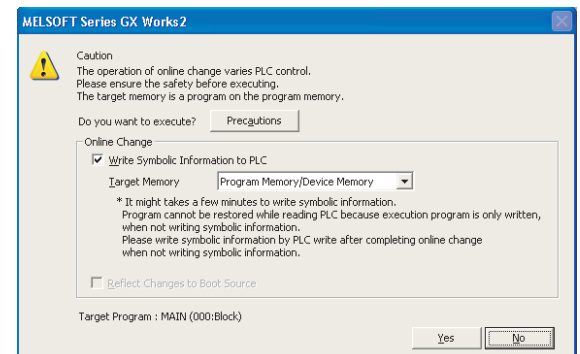 MELSOFT Series GX Works2
Caution
The operation of online change varies PLC control.
Please ensure the safety before executing.
The target memory is a program on the program memory.
Do you want to execute? Precautions
Online Change
Write Symbolic Information to PLC
Target Memory Program Memory/Device Memory
* It might takes a few minutes to write symbolic information.
Program cannot be restored while reading PLC because execution program is only written,
when not writing symbolic information.
Please write symbolic information by PLC write after completing online change
when not writing symbolic information.
Reflect Changes to Boot Source
Target Program : MAIN (000:Block)
Yes No